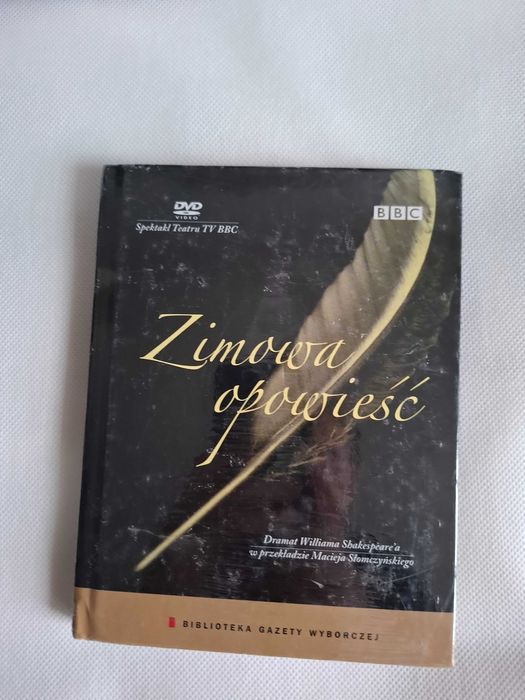 DVD
VIDEO
Spektakl Teatru TV BBC
BBC
Zimowa
opowieść
Dramat Williama Shakespeare'a
w przekładzie Macieja Słomczyńskiego
BIBLIOTEKA GAZETY WYBORCZEJ